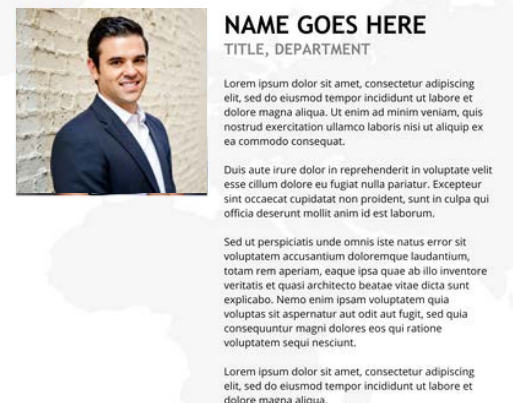 NAME GOES HERE
TITLE, DEPARTMENT
Lorem ipsum dolor sit amet, consectetur adipiscing
elit, sed do eiusmod tempor incididunt ut labore et
dolore magna aliqua. Ut enim ad minim veniam, quis
nostrud exercitation ullamco laboris nisi ut aliquip ex
ea commodo consequat.
Duis aute irure dolor in reprehenderit in voluptate velit
esse cillum dolore eu fugiat nulla pariatur. Excepteur
sint occaecat cupidatat non proident, sunt in culpa qui
officia deserunt mollit anim id est laborum.
Sed ut perspiciatis unde omnis iste natus error sit
voluptatem accusantium doloremque laudantium,
totam rem aperiam, eaque ipsa quae ab illo inventore
veritatis et quasi architecto beatae vitae dicta sunt
explicabo. Nemo enim ipsam voluptatem quia
voluptas sit aspernatur aut odit aut fugit, sed quia
consequuntur magni dolores eos qui ratione
voluptatem sequi nesciunt.
Lorem ipsum dolor sit amet, consectetur adipiscing
elit, sed do eiusmod tempor incididunt ut labore et
dolore magna aliqua.